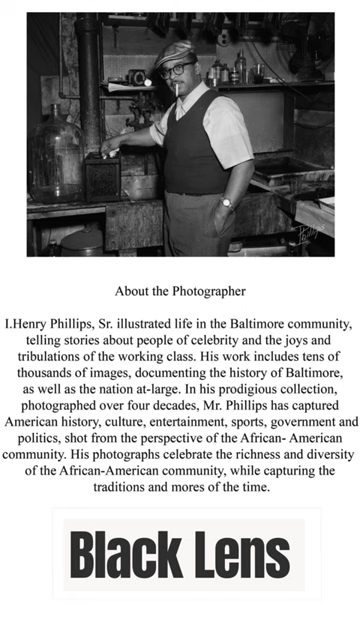 About the Photographer
I.Henry Phillips, Sr. illustrated life in the Baltimore community,
telling stories about people of celebrity and the joys and
tribulations of the working class. His work includes tens of
thousands of images, documenting the history of Baltimore,
as well as the nation at-large. In his prodigious collection,
photographed over four decades, Mr. Phillips has captured
American history, culture, entertainment, sports, government and
politics, shot from the perspective of the African- American
community. His photographs celebrate the richness and diversity
of the African-American community, while capturing the
traditions and mores of the time.
Black Lens